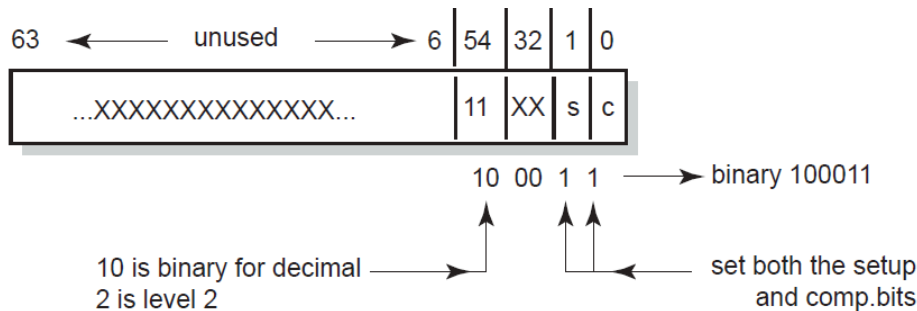 63 unused 6 54 32 1 0
...XXXXXXXXXXXXXX... 11 XX s c
10 00 1 1 binary 100011
10 is binary for decimal
2 is level 2
set both the setup
and comp.bits